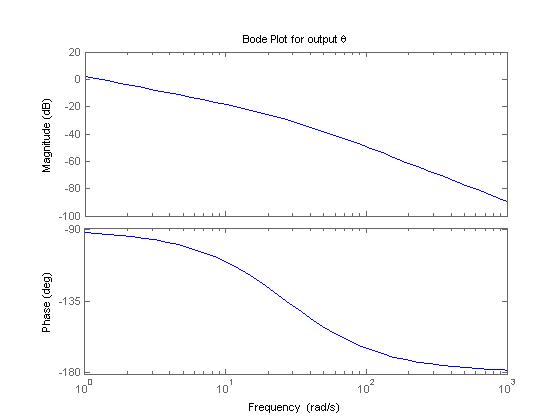 Bode Plot for output θ
20
0
-20
-40
-60
-80
-100
Magnitude (dB)
-90
-135
-180
Phase (deg)
10^0 10^1 10^2 10^3
Frequency (rad/s)